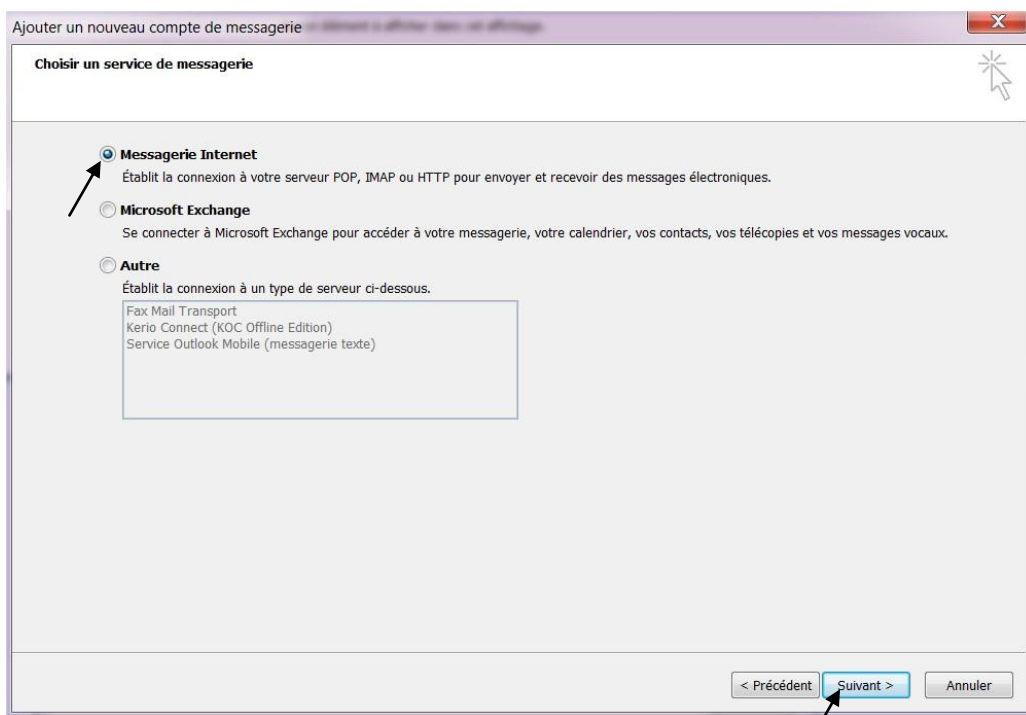 Ajouter un nouveau compte de messagerie
Choisir un service de messagerie
Messagerie Internet
Établit la connexion à votre serveur POP, IMAP ou HTTP pour envoyer et recevoir des messages électroniques.
Microsoft Exchange
Se connecter à Microsoft Exchange pour accéder à votre messagerie, votre calendrier, vos contacts, vos télécopies et vos messages vocaux.
Autre
Établit la connexion à un type de serveur ci-dessous.
Fax Mail Transport
Kerio Connect (KOC Offline Edition)
Service Outlook Mobile (messagerie texte)
< Précédent Suivant > Annuler